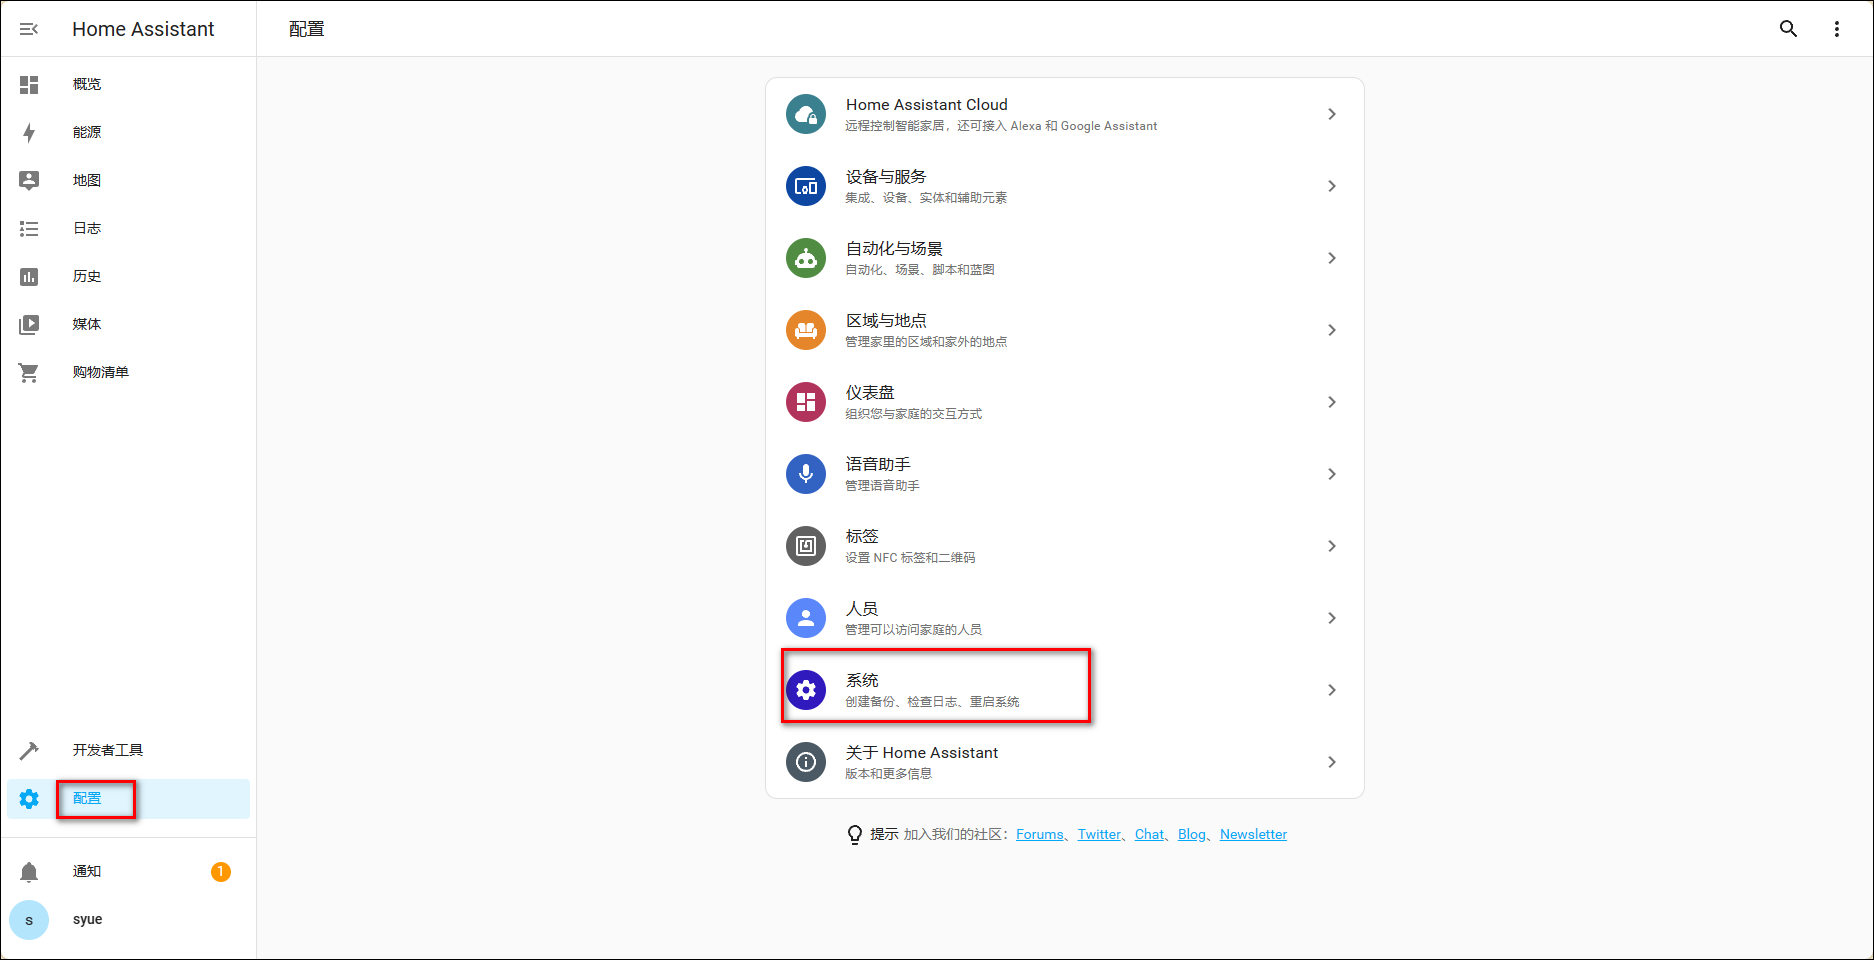 Home Assistant
配置
概览
能源
地图
日志
历史
媒体
购物清单
开发者工具
配置
通知
1
s
syue
Home Assistant Cloud
远程控制智能家居，还可接入 Alexa 和 Google Assistant
设备与服务
集成、设备、实体和辅助元素
自动化与场景
自动化、场景、脚本和蓝图
区域与地点
管理家里的区域和家外的地点
仪表盘
组织您与家庭的交互方式
语音助手
管理语音助手
标签
设置 NFC 标签和二维码
人员
管理可以访问家庭的人员
系统
创建备份、检查日志、重启系统
关于 Home Assistant
版本和更多信息
提示 加入我们的社区：Forums、Twitter、Chat、Blog、Newsletter